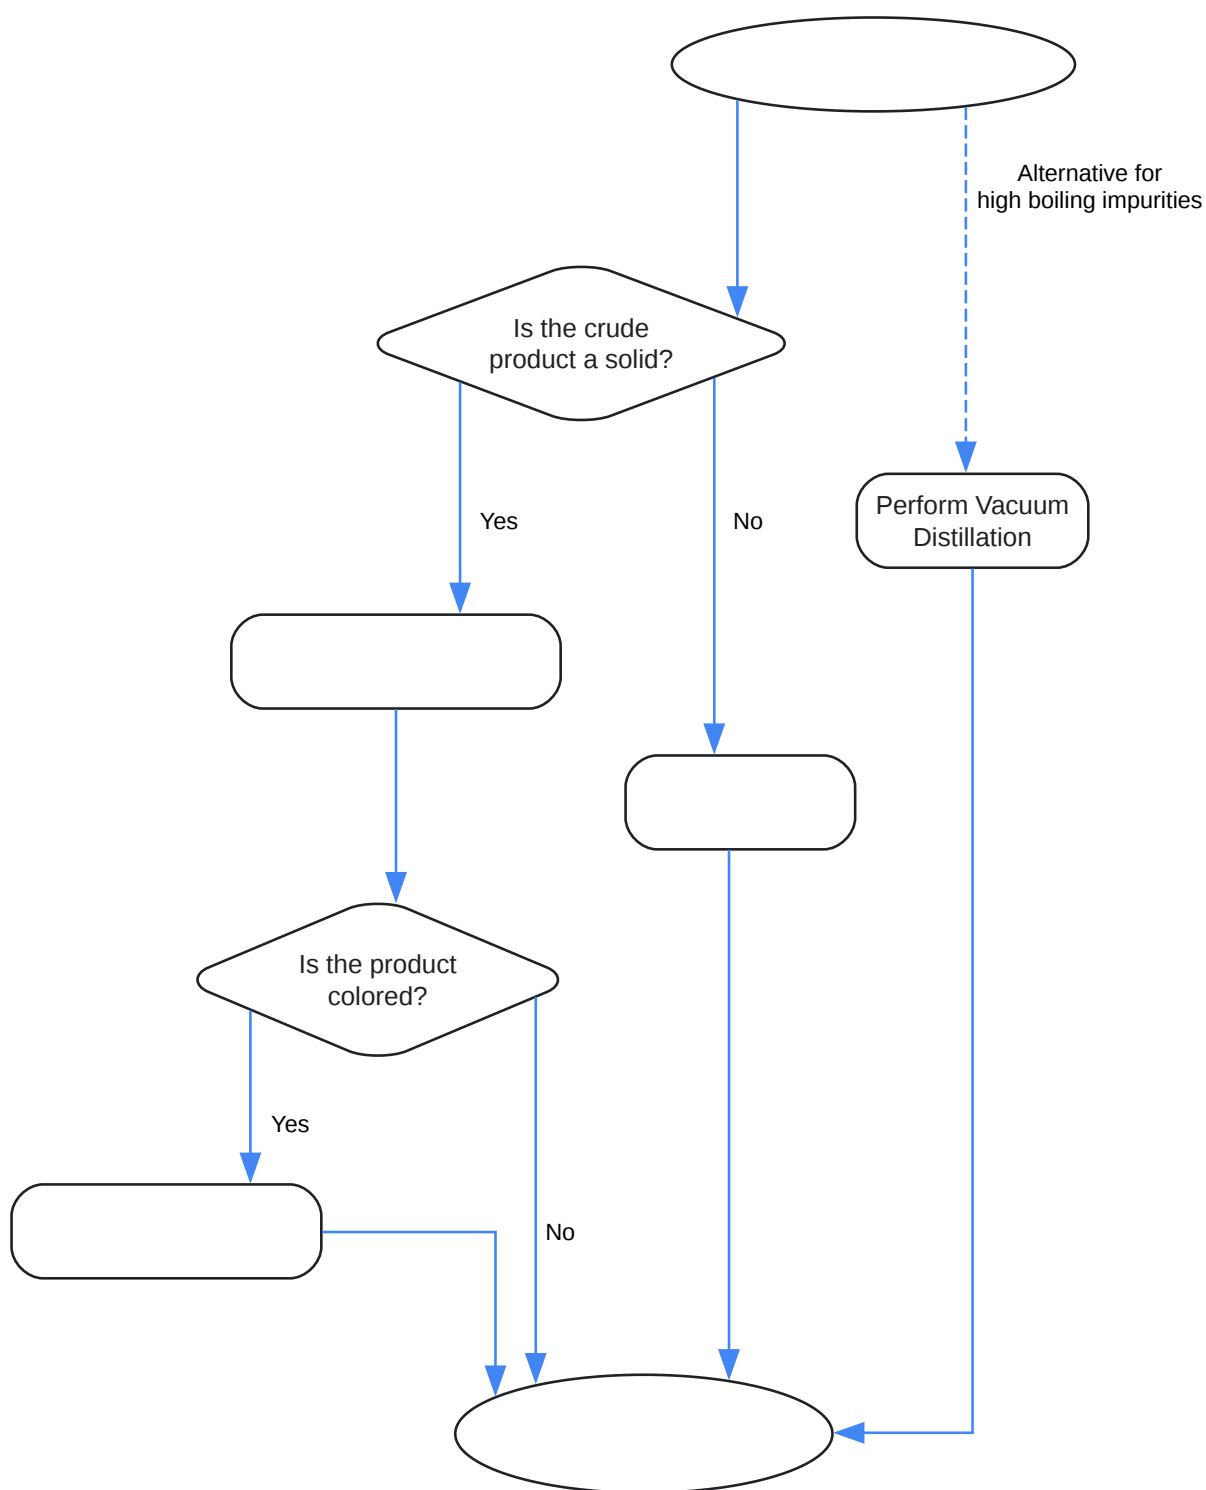 Alternative for
high boiling impurities
Is the crude
product a solid?
Yes
No
Perform Vacuum
Distillation
Is the product
colored?
Yes
No